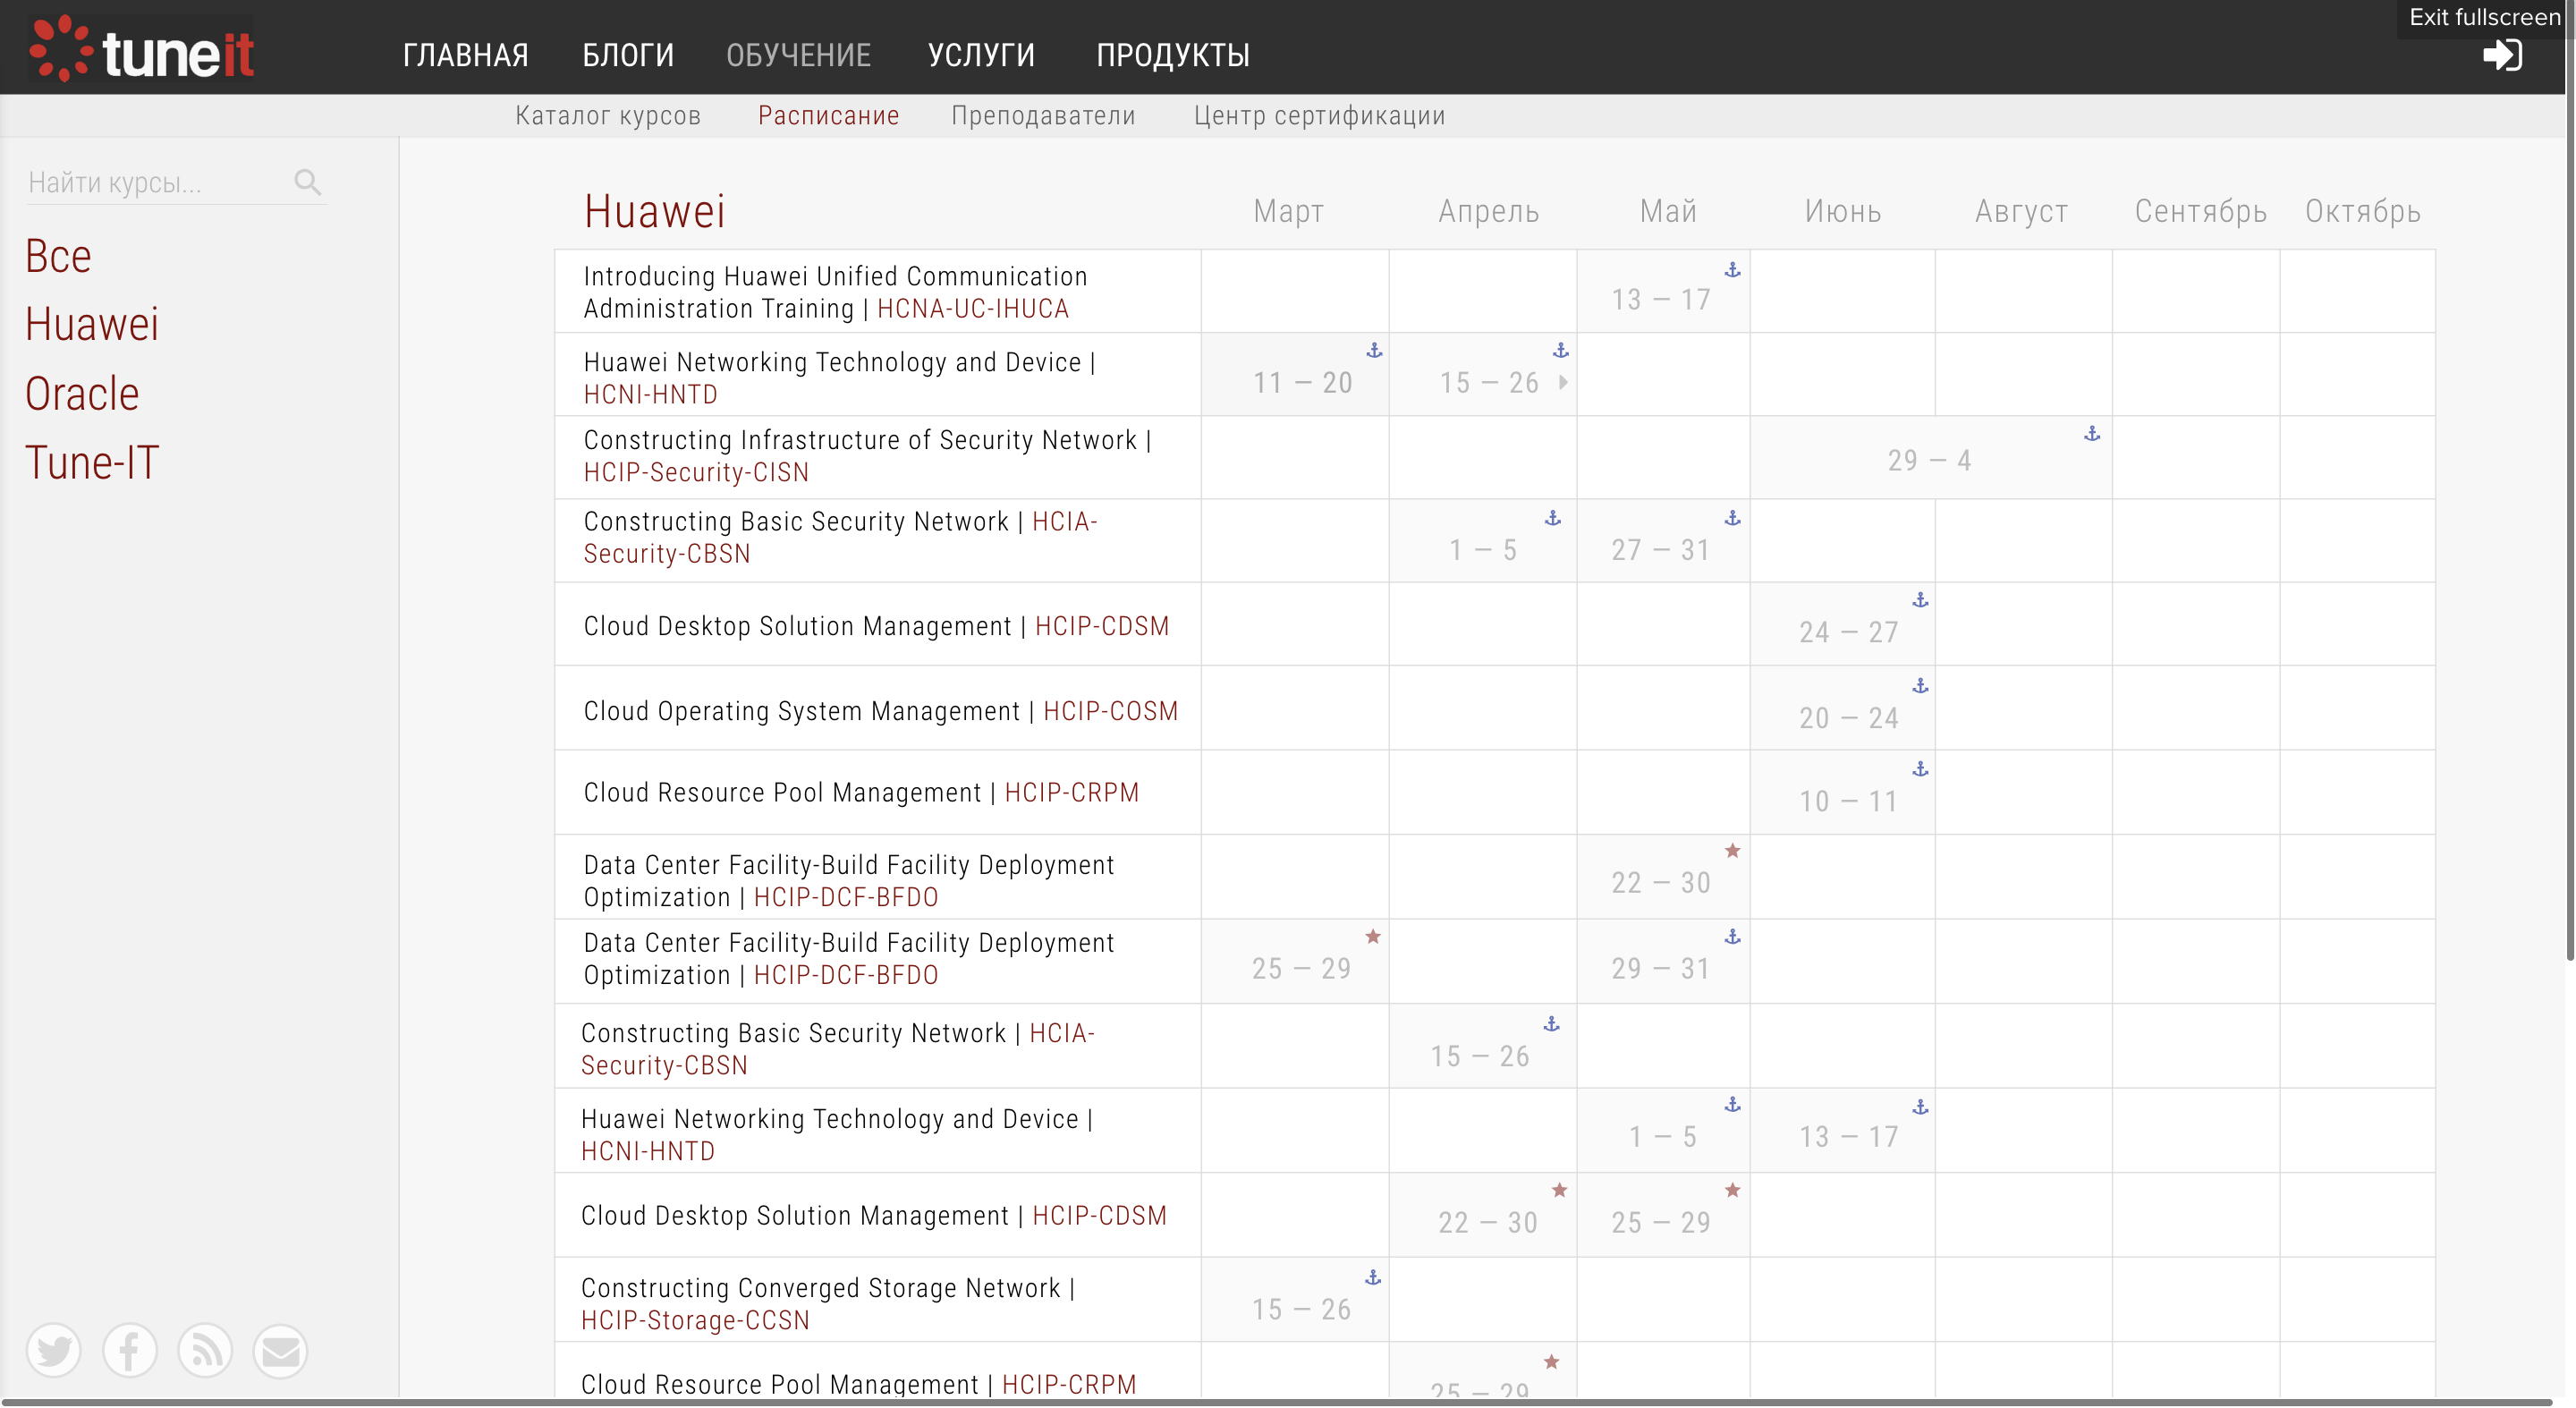 Exit fullscreen
tuneit
ГЛАВНАЯ БЛОГИ ОБУЧЕНИЕ УСЛУГИ ПРОДУКТЫ
Каталог курсов Расписание Преподаватели Центр сертификации
Найти курсы...
Все
Huawei
Oracle
Tune-IT
Huawei Март Апрель Май Июнь Август Сентябрь Октябрь
Introducing Huawei Unified Communication
Administration Training | HCNA-UC-IHUCA
13 — 17
Huawei Networking Technology and Device |
HCNI-HNTD
11 — 20 15 — 26
Constructing Infrastructure of Security Network |
HCIP-Security-CISN
29 — 4
Constructing Basic Security Network | HCIA-
Security-CBSN
1 — 5 27 — 31
Cloud Desktop Solution Management | HCIP-CDSM
24 — 27
Cloud Operating System Management | HCIP-COSM
20 — 24
Cloud Resource Pool Management | HCIP-CRPM
10 — 11
Data Center Facility-Build Facility Deployment
Optimization | HCIP-DCF-BFDO
22 — 30
Data Center Facility-Build Facility Deployment
Optimization | HCIP-DCF-BFDO
25 — 29 29 — 31
Constructing Basic Security Network | HCIA-
Security-CBSN
15 — 26
Huawei Networking Technology and Device |
HCNI-HNTD
1 — 5 13 — 17
Cloud Desktop Solution Management | HCIP-CDSM
22 — 30 25 — 29
Constructing Converged Storage Network |
HCIP-Storage-CCSN
15 — 26
Cloud Resource Pool Management | HCIP-CRPM
25 — 29